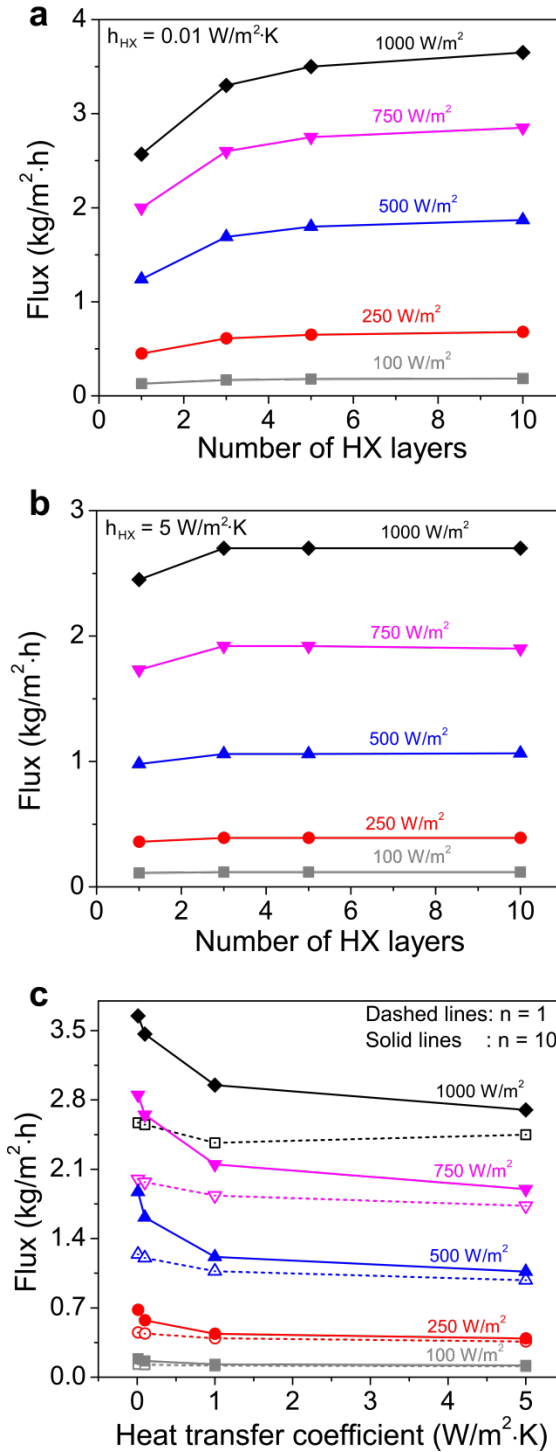 a
h_HX = 0.01 W/m²·K
1000 W/m²
750 W/m²
500 W/m²
250 W/m²
100 W/m²
4
3
2
1
0
Flux (kg/m²·h)
0 2 4 6 8 10
Number of HX layers
b
h_HX = 5 W/m²·K
1000 W/m²
750 W/m²
500 W/m²
250 W/m²
100 W/m²
3
2
1
0
Flux (kg/m²·h)
0 2 4 6 8 10
Number of HX layers
c
Dashed lines: n = 1
Solid lines : n = 10
1000 W/m²
750 W/m²
500 W/m²
250 W/m²
100 W/m²
3.5
2.8
2.1
1.4
0.7
0.0
Flux (kg/m²·h)
0 1 2 3 4 5
Heat transfer coefficient (W/m²·K)